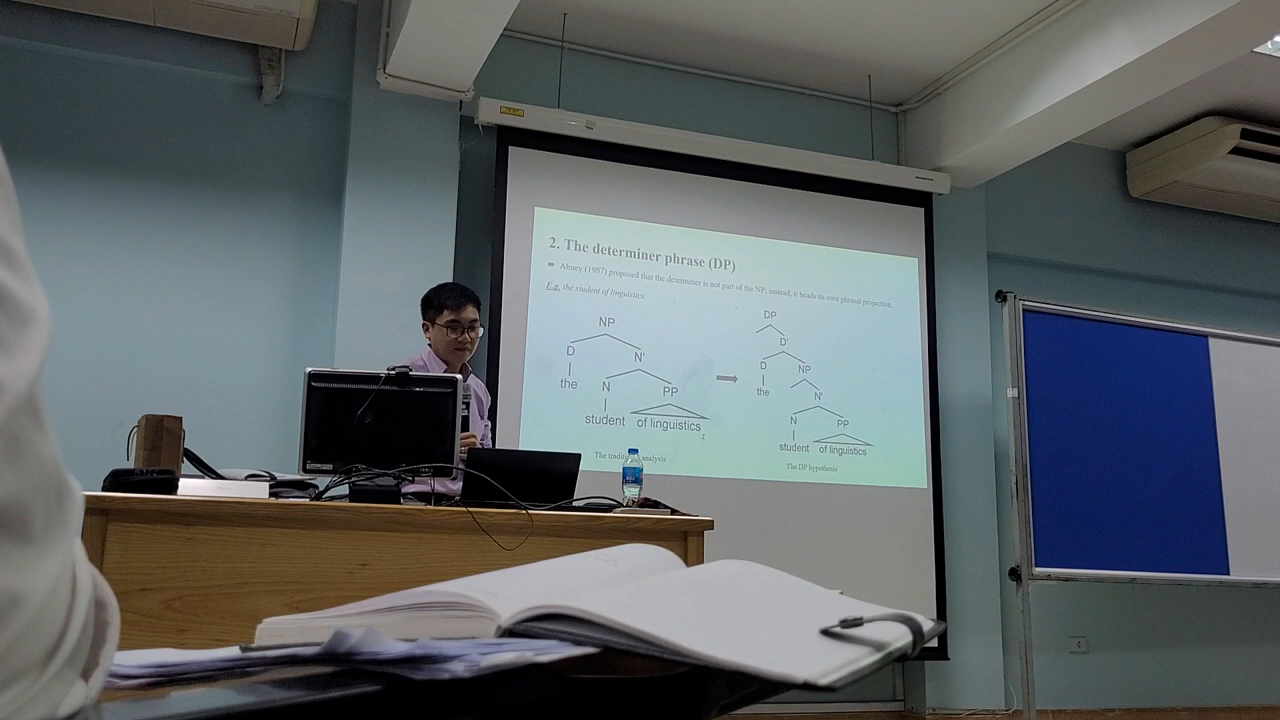 2. The determiner phrase (DP)
Abney (1987) proposed that the determiner is not part of the NP; instead, it heads its own phrasal projection.
E.g. the student of linguistics
NP
D N'
the N PP
student of linguistics
The traditional analysis
DP
D'
D NP
the N'
N PP
student of linguistics
The DP hypothesis